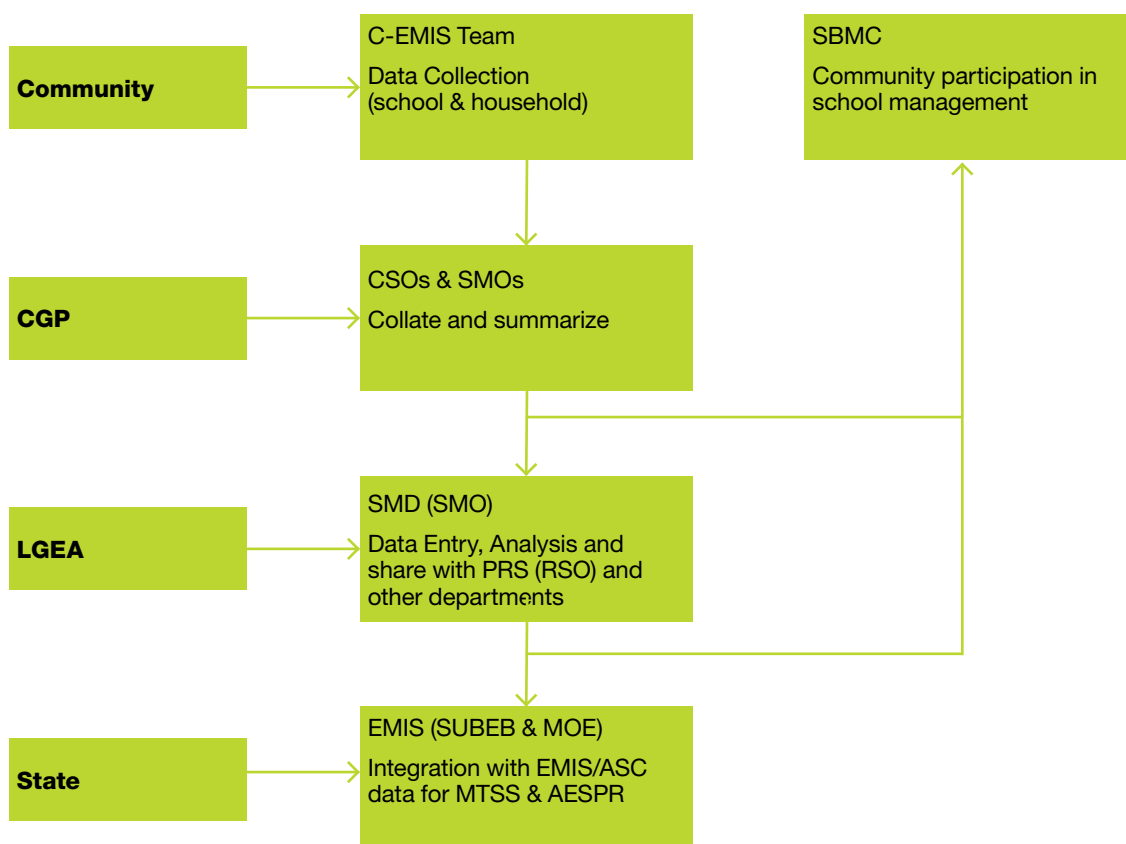 Community
C-EMIS Team
Data Collection
(school & household)
SBMC
Community participation in
school management
CGP
CSOs & SMOs
Collate and summarize
LGEA
SMD (SMO)
Data Entry, Analysis and
share with PRS (RSO) and
other departments
State
EMIS (SUBEB & MOE)
Integration with EMIS/ASC
data for MTSS & AESPR